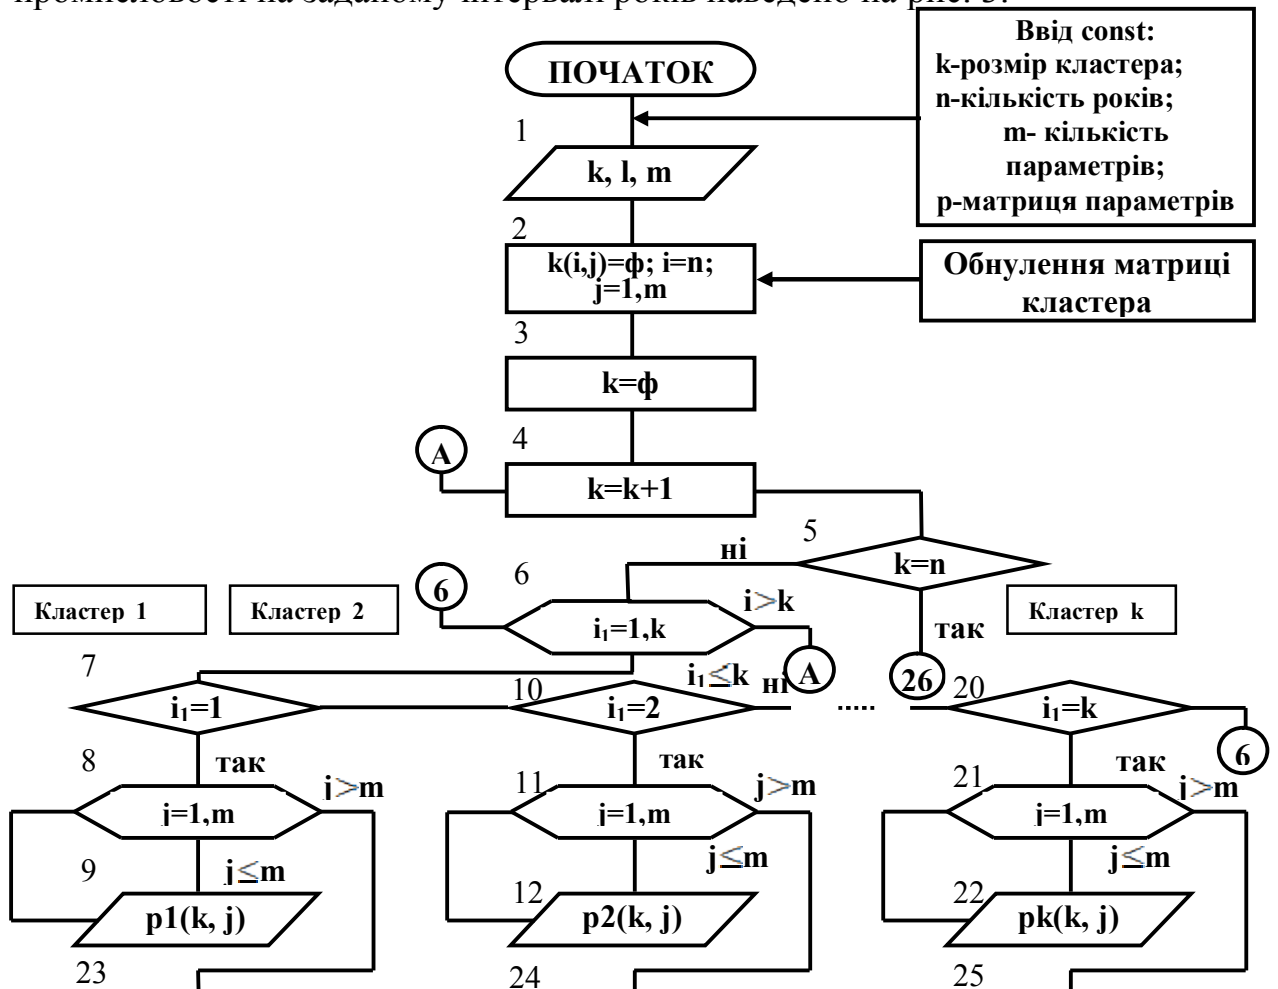 промисловості на заданому інтервалі років наведено на рис. 3.
Ввід const:
k-розмір кластера;
n-кількість років;
m- кількість
параметрів;
p-матриця параметрів
ПОЧАТОК
1
k, l, m
2
k(i,j)=ф; i=n;
j=1,m
Обнулення матриці
кластера
3
k=ф
4
A
k=k+1
5
ні
k=n
так
26
Кластер 1
Кластер 2
6
6
i₁=1,k
i>k
A
Кластер k
i₁≤k
7
i₁=1
10
i₁=2
ні
.....
20
i₁=k
6
8
так
j=1,m
j>m
11
так
j=1,m
j>m
21
так
j=1,m
j>m
9
j≤m
p1(k, j)
12
j≤m
p2(k, j)
22
j≤m
pk(k, j)
23
24
25